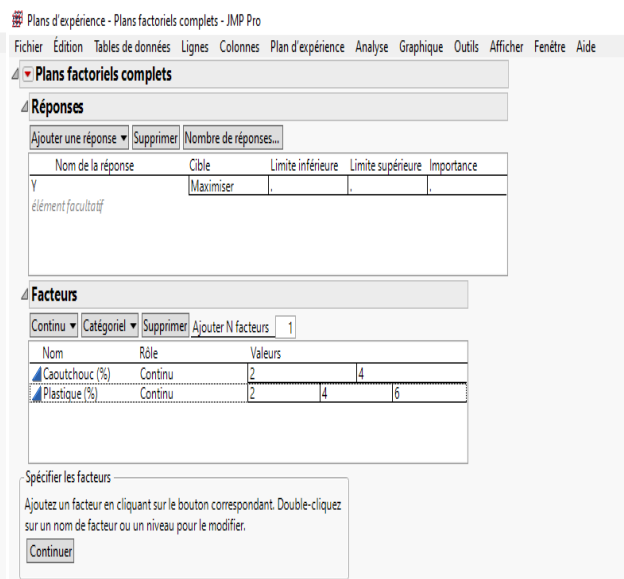 Plans d'expérience - Plans factoriels complets - JMP Pro
Fichier Édition Tables de données Lignes Colonnes Plan d'expérience Analyse Graphique Outils Afficher Fenêtre Aide
Plans factoriels complets
Réponses
Ajouter une réponse Supprimer Nombre de réponses...
Nom de la réponse Cible Limite inférieure Limite supérieure Importance
Y Maximiser . . .
élément facultatif
Facteurs
Continu Catégoriel Supprimer Ajouter N facteurs 1
Nom Rôle Valeurs
Caoutchouc (%) Continu 2 4
Plastique (%) Continu 2 4 6
Spécifier les facteurs
Ajoutez un facteur en cliquant sur le bouton correspondant. Double-cliquez
sur un nom de facteur ou un niveau pour le modifier.
Continuer